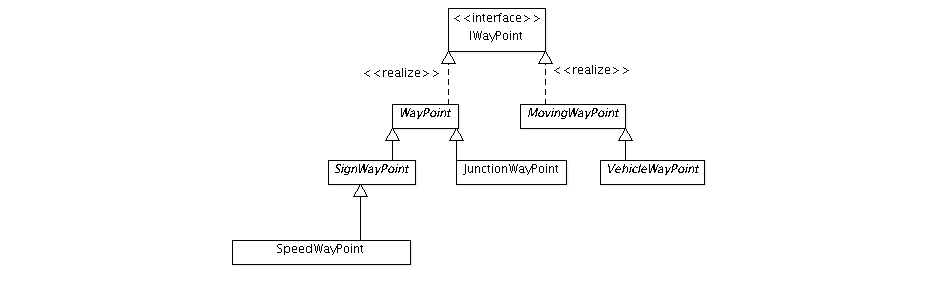 <<interface>>
IWayPoint
<<realize>>
<<realize>>
WayPoint
MovingWayPoint
SignWayPoint
JunctionWayPoint
VehicleWayPoint
SpeedWayPoint